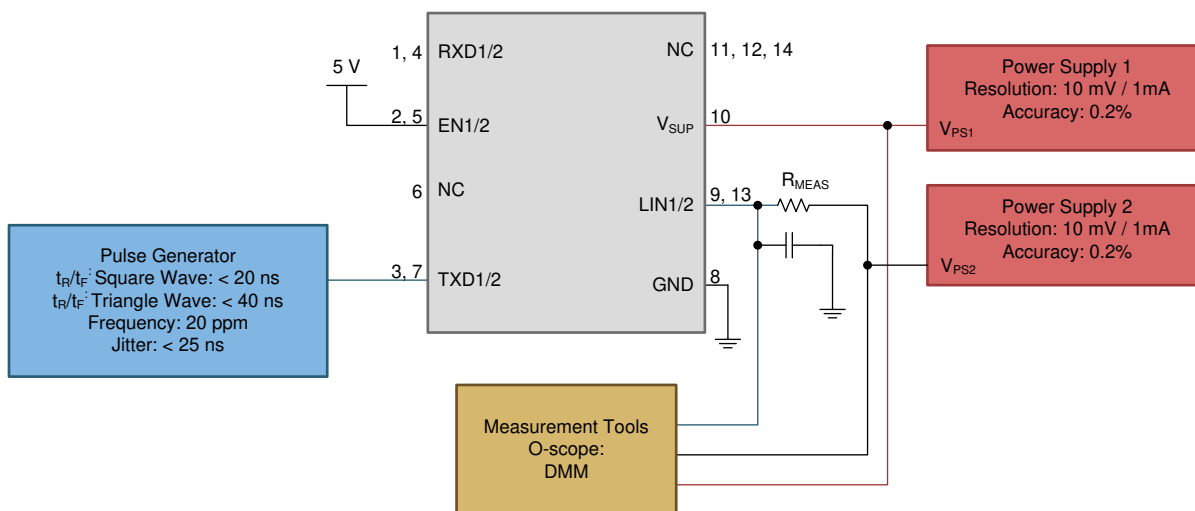 5 V
1, 4
RXD1/2
2, 5
EN1/2
6
NC
3, 7
TXD1/2
NC
11, 12, 14
VSUP
10
LIN1/2
9, 13
GND
8
RMEAS
Power Supply 1
Resolution: 10 mV / 1mA
Accuracy: 0.2%
VPS1
Power Supply 2
Resolution: 10 mV / 1mA
Accuracy: 0.2%
VPS2
Pulse Generator
tR/tF: Square Wave: < 20 ns
tR/tF: Triangle Wave: < 40 ns
Frequency: 20 ppm
Jitter: < 25 ns
Measurement Tools
O-scope:
DMM